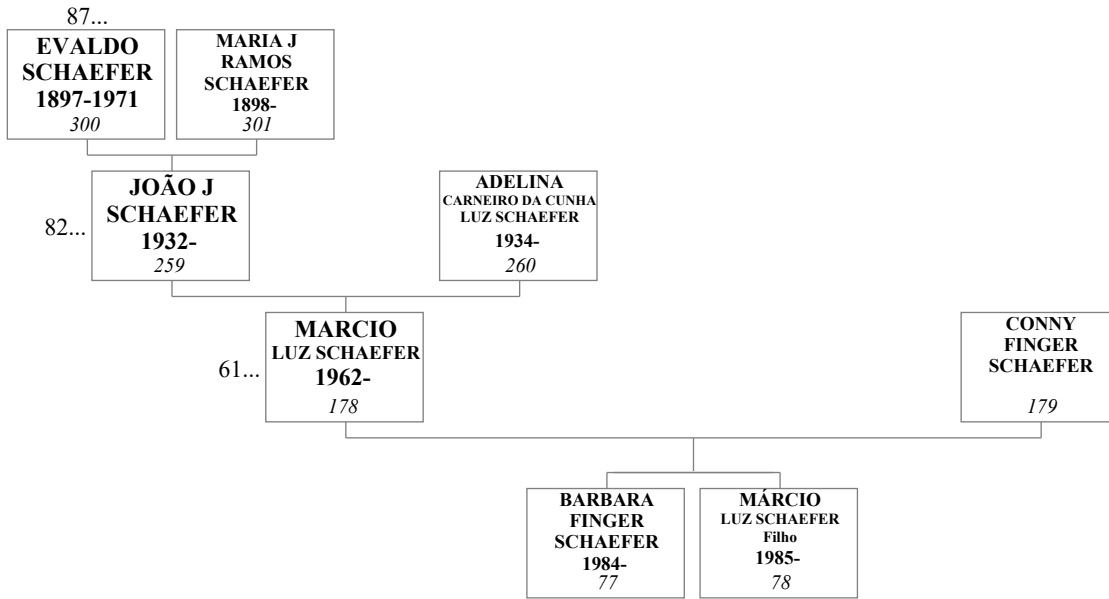 87...
EVALDO
SCHAEFER
1897-1971
300
MARIA J
RAMOS
SCHAEFER
1898-
301
82...
JOÃO J
SCHAEFER
1932-
259
ADELINA
CARNEIRO DA CUNHA
LUZ SCHAEFER
1934-
260
61...
MARCIO
LUZ SCHAEFER
1962-
178
CONNY
FINGER
SCHAEFER
179
BARBARA
FINGER
SCHAEFER
1984-
77
MÁRCIO
LUZ SCHAEFER
Filho
1985-
78